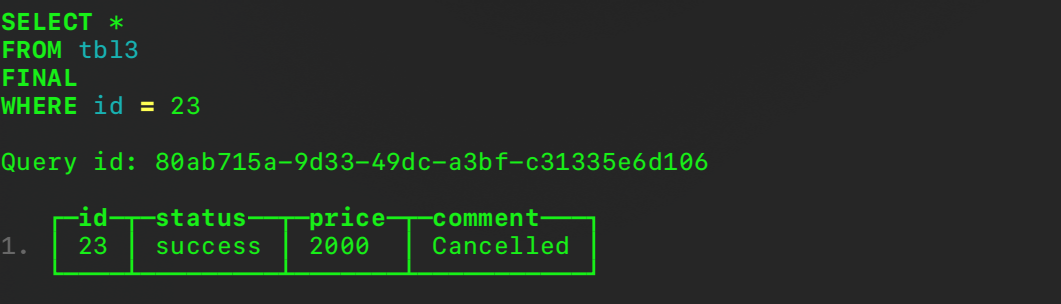 SELECT *
FROM tbl3
FINAL
WHERE id = 23
Query id: 80ab715a-9d33-49dc-a3bf-c31335e6d106
id status price comment
1. 23 success 2000 Cancelled